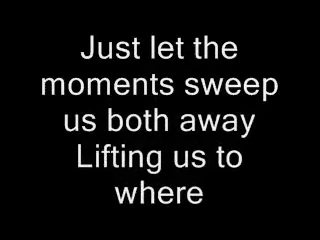 Just let the
moments sweep
us both away
Lifting us to
where